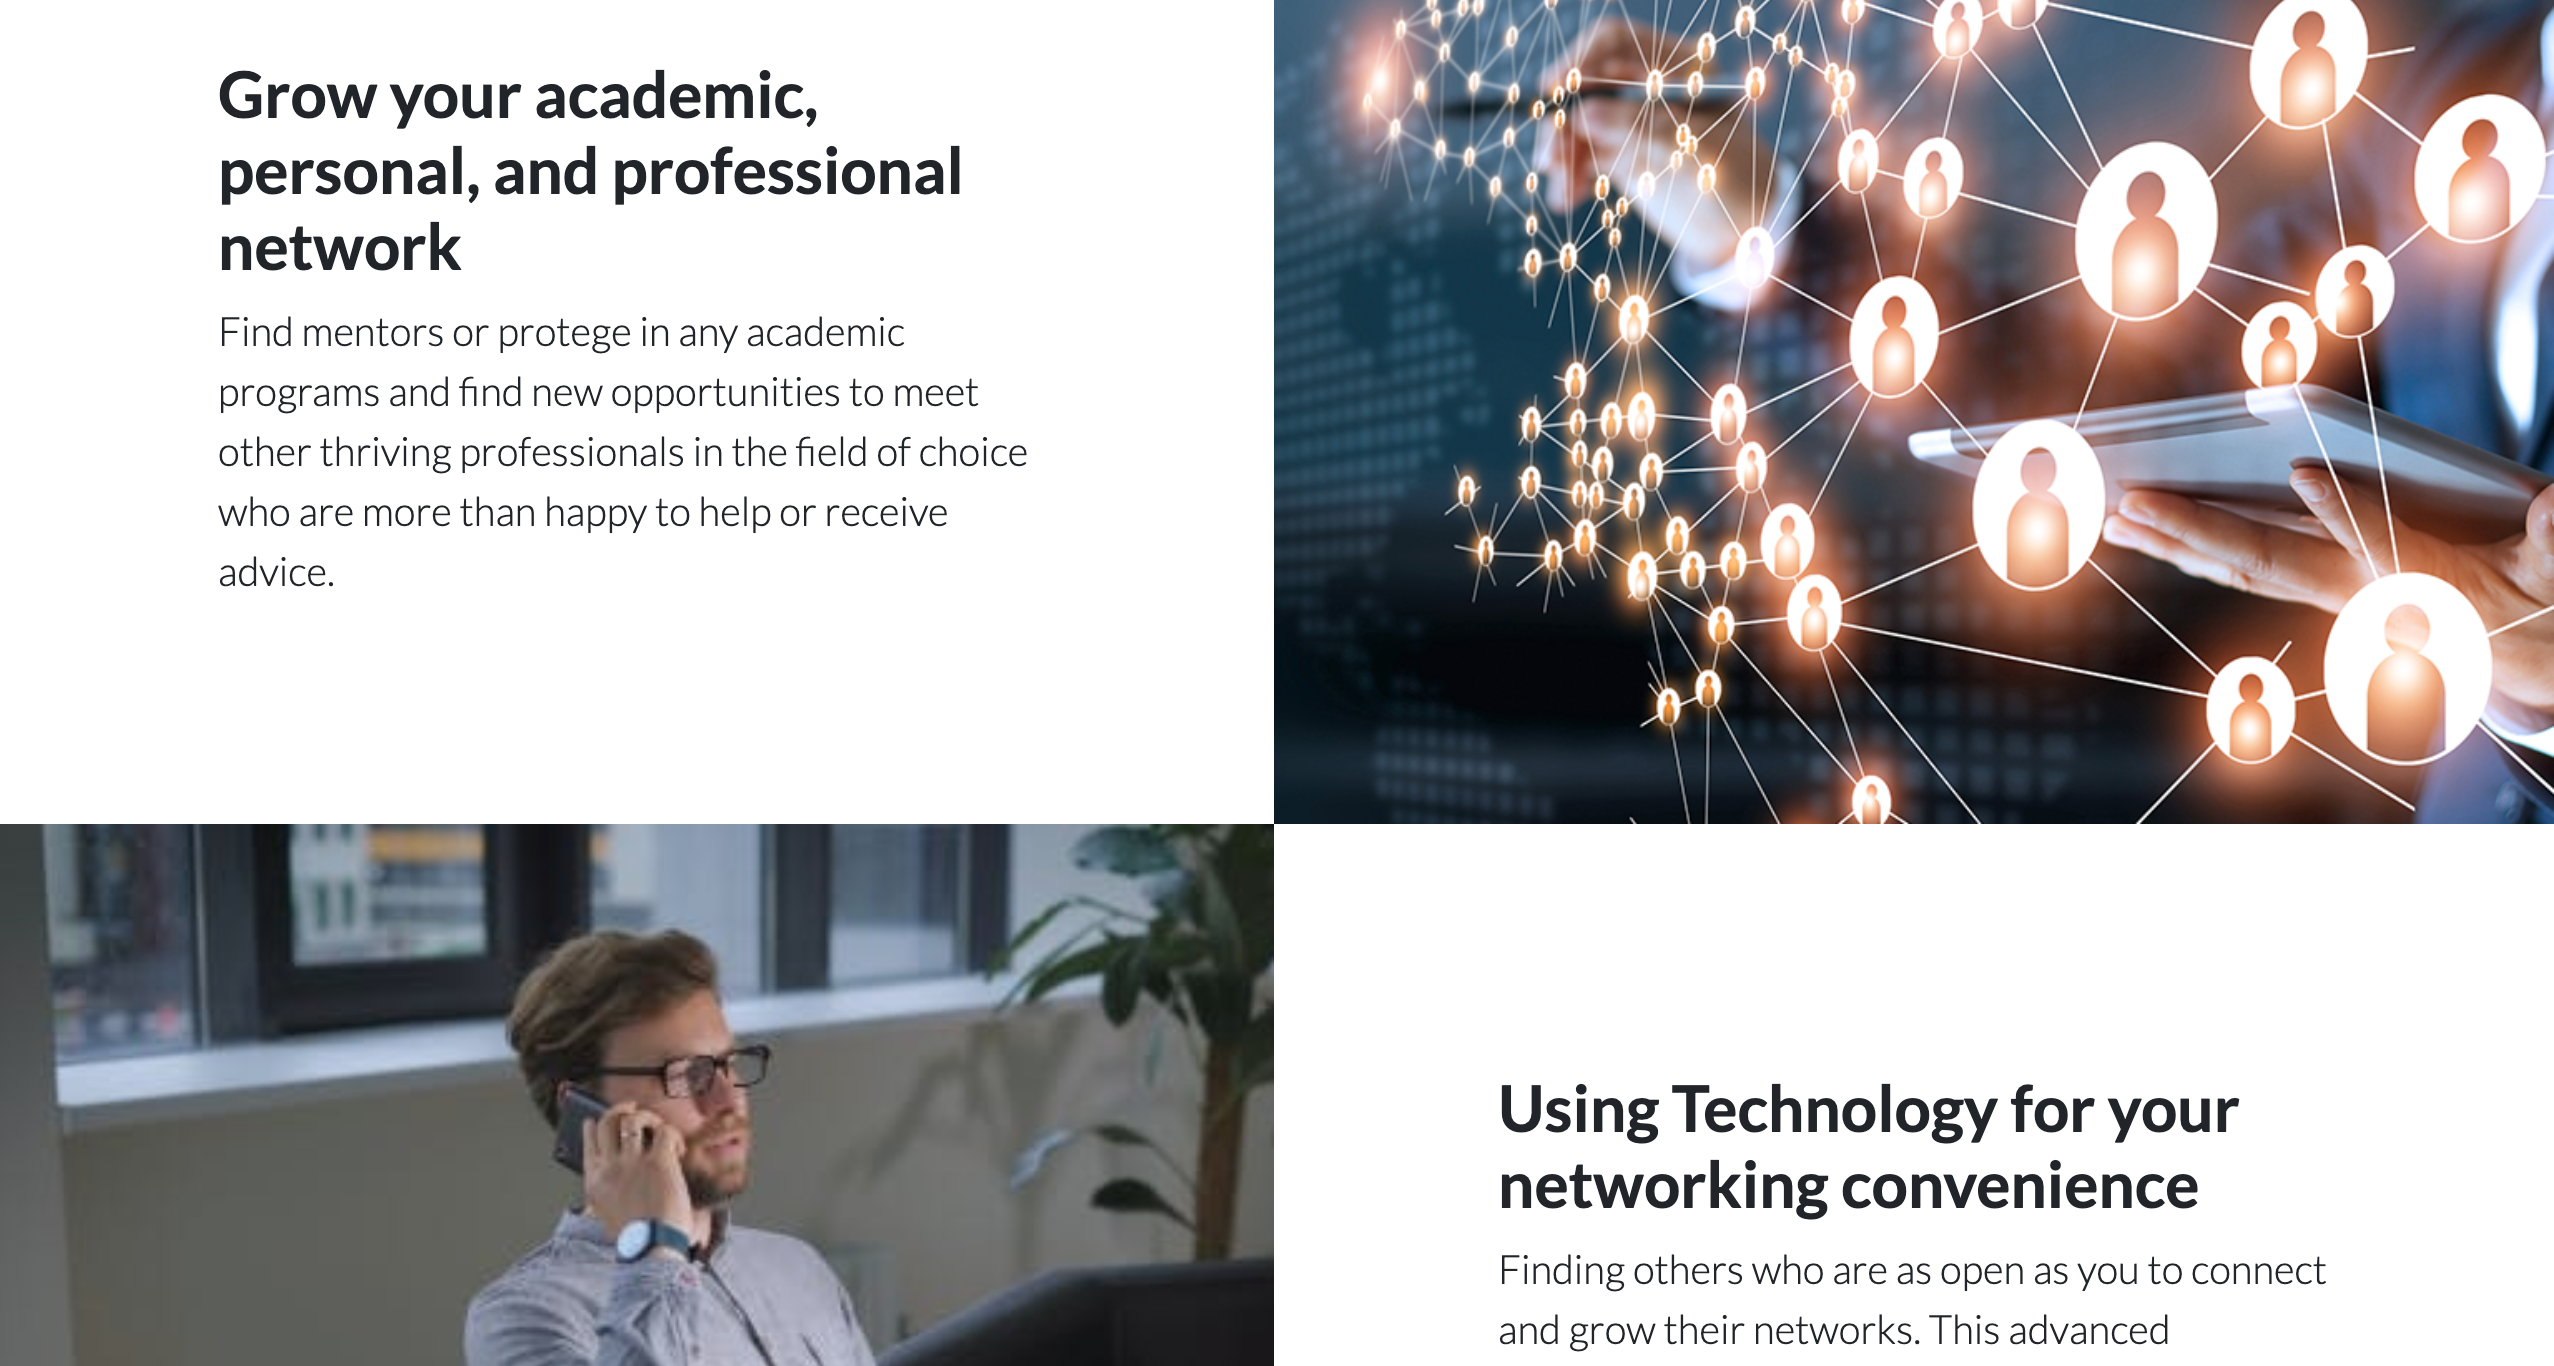 Grow your academic,
personal, and professional
network
Find mentors or protege in any academic
programs and find new opportunities to meet
other thriving professionals in the field of choice
who are more than happy to help or receive
advice.
Using Technology for your
networking convenience
Finding others who are as open as you to connect
and grow their networks. This advanced